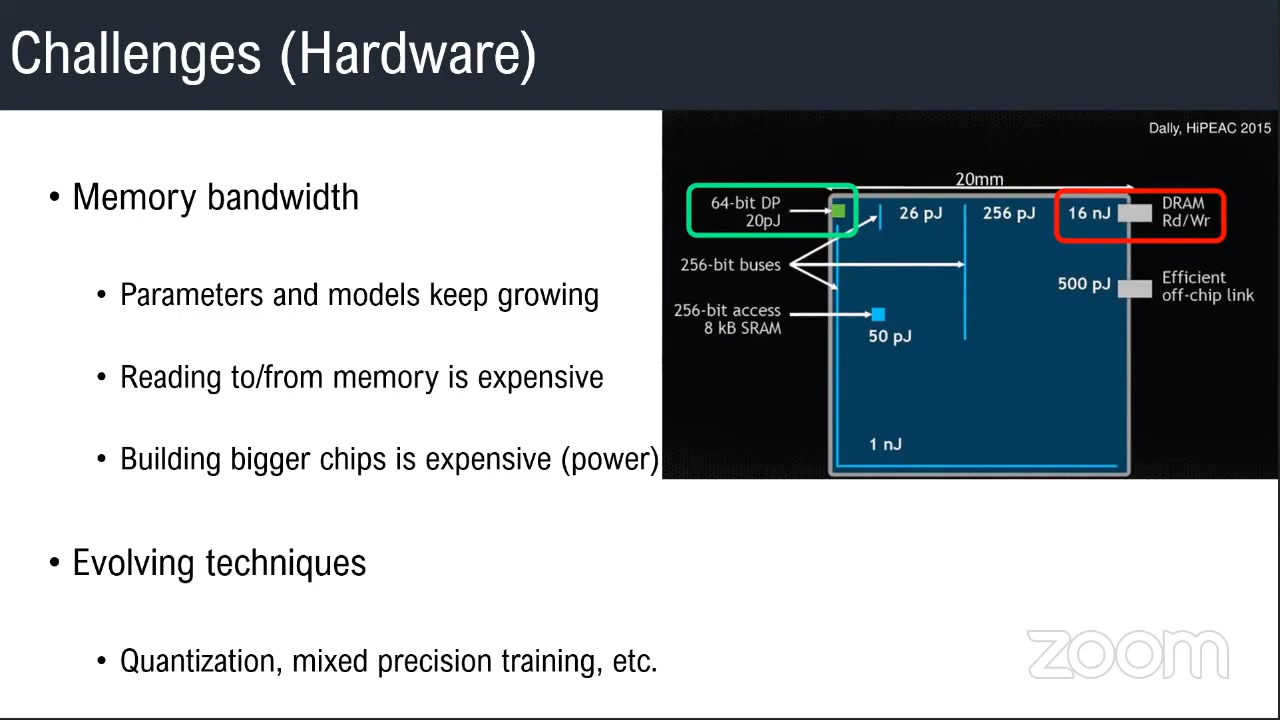 Challenges (Hardware)
• Memory bandwidth
• Parameters and models keep growing
• Reading to/from memory is expensive
• Building bigger chips is expensive (power)
• Evolving techniques
• Quantization, mixed precision training, etc.
Dally, HiPEAC 2015
20mm
64-bit DP
20pJ
26 pJ
256 pJ
16 nJ
DRAM
Rd/Wr
256-bit buses
500 pJ
Efficient
off-chip link
256-bit access
8 kB SRAM
50 pJ
1 nJ
zoom